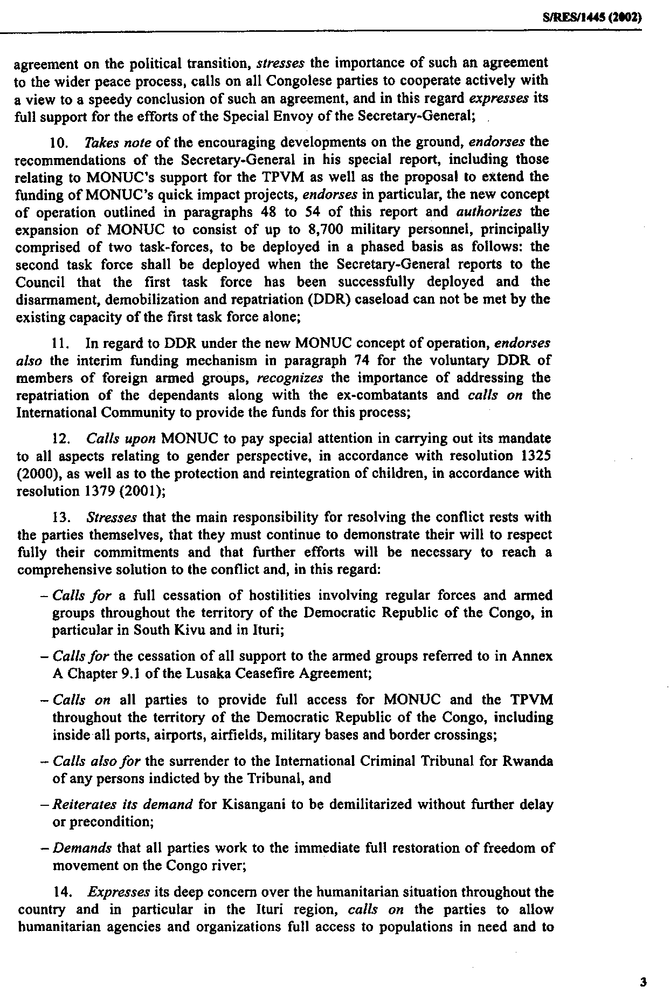 S/RES/1445 (2002)
agreement on the political transition, stresses the importance of such an agreement
to the wider peace process, calls on all Congolese parties to cooperate actively with
a view to a speedy conclusion of such an agreement, and in this regard expresses its
full support for the efforts of the Special Envoy of the Secretary-General;
10. Takes note of the encouraging developments on the ground, endorses the
recommendations of the Secretary-General in his special report, including those
relating to MONUC's support for the TPVM as well as the proposal to extend the
funding of MONUC's quick impact projects, endorses in particular, the new concept
of operation outlined in paragraphs 48 to 54 of this report and authorizes the
expansion of MONUC to consist of up to 8,700 military personnel, principally
comprised of two task-forces, to be deployed in a phased basis as follows: the
second task force shall be deployed when the Secretary-General reports to the
Council that the first task force has been successfully deployed and the
disarmament, demobilization and repatriation (DDR) caseload can not be met by the
existing capacity of the first task force alone;
11. In regard to DDR under the new MONUC concept of operation, endorses
also the interim funding mechanism in paragraph 74 for the voluntary DDR of
members of foreign armed groups, recognizes the importance of addressing the
repatriation of the dependants along with the ex-combatants and calls on the
International Community to provide the funds for this process;
12. Calls upon MONUC to pay special attention in carrying out its mandate
to all aspects relating to gender perspective, in accordance with resolution 1325
(2000), as well as to the protection and reintegration of children, in accordance with
resolution 1379 (2001);
13. Stresses that the main responsibility for resolving the conflict rests with
the parties themselves, that they must continue to demonstrate their will to respect
fully their commitments and that further efforts will be necessary to reach a
comprehensive solution to the conflict and, in this regard:
– Calls for a full cessation of hostilities involving regular forces and armed
groups throughout the territory of the Democratic Republic of the Congo, in
particular in South Kivu and in Ituri;
– Calls for the cessation of all support to the armed groups referred to in Annex
A Chapter 9.1 of the Lusaka Ceasefire Agreement;
– Calls on all parties to provide full access for MONUC and the TPVM
throughout the territory of the Democratic Republic of the Congo, including
inside all ports, airports, airfields, military bases and border crossings;
– Calls also for the surrender to the International Criminal Tribunal for Rwanda
of any persons indicted by the Tribunal, and
– Reiterates its demand for Kisangani to be demilitarized without further delay
or precondition;
– Demands that all parties work to the immediate full restoration of freedom of
movement on the Congo river;
14. Expresses its deep concern over the humanitarian situation throughout the
country and in particular in the Ituri region, calls on the parties to allow
humanitarian agencies and organizations full access to populations in need and to
3